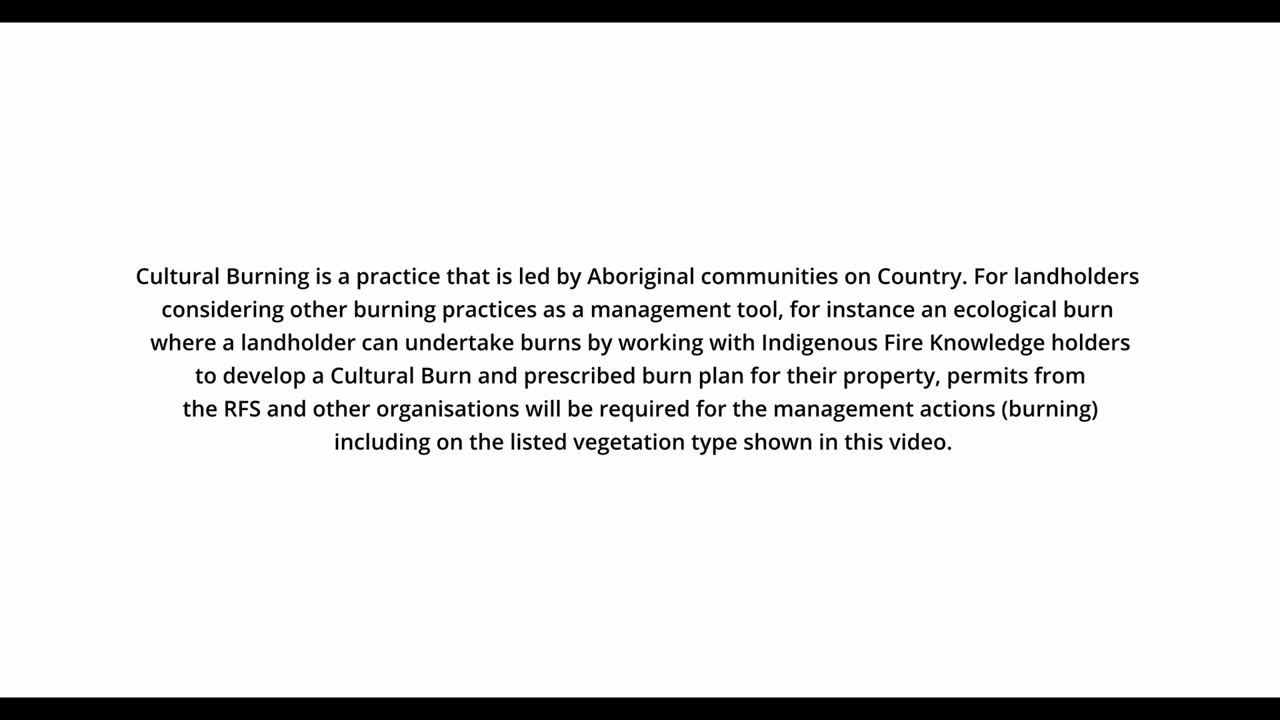 Cultural Burning is a practice that is led by Aboriginal communities on Country. For landholders
considering other burning practices as a management tool, for instance an ecological burn
where a landholder can undertake burns by working with Indigenous Fire Knowledge holders
to develop a Cultural Burn and prescribed burn plan for their property, permits from
the RFS and other organisations will be required for the management actions (burning)
including on the listed vegetation type shown in this video.